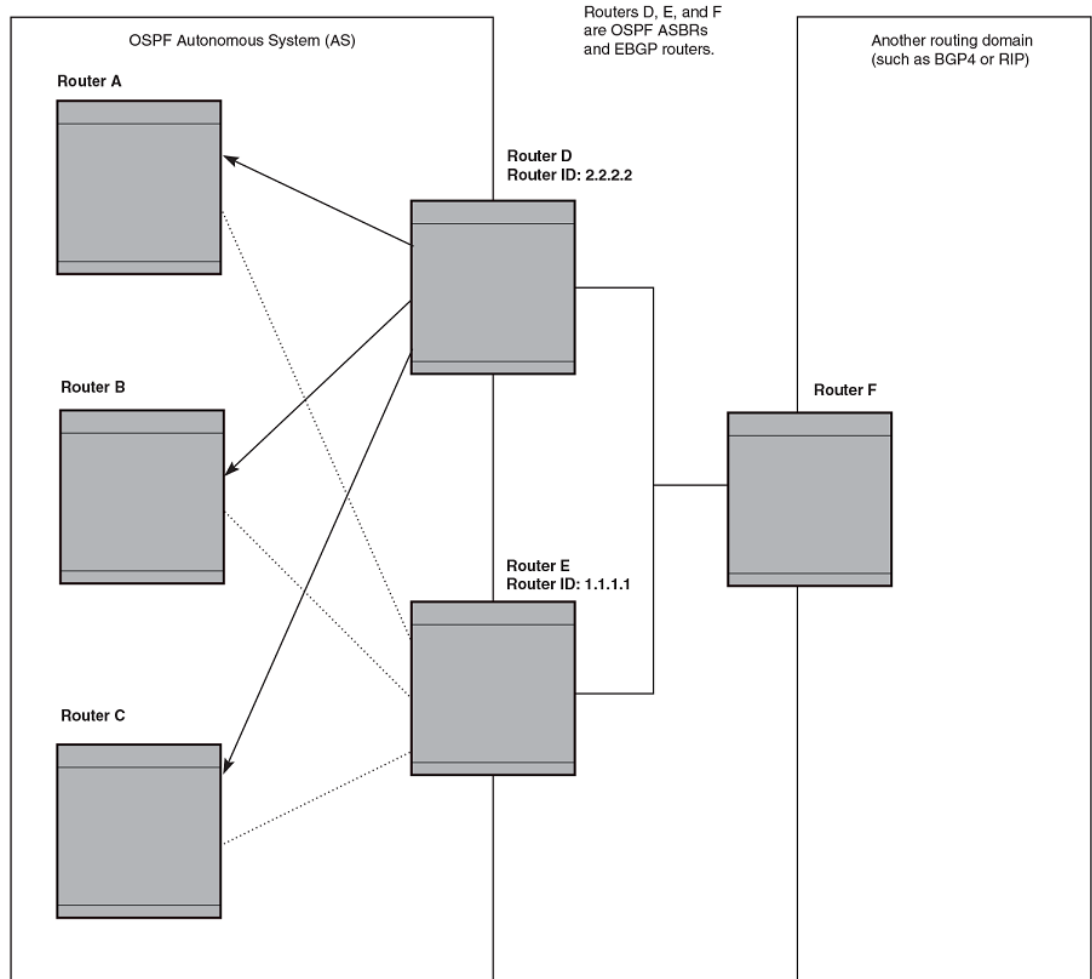 OSPF Autonomous System (AS)
Routers D, E, and F
are OSPF ASBRs
and EBGP routers.
Another routing domain
(such as BGP4 or RIP)
Router A
Router D
Router ID: 2.2.2.2
Router B
Router F
Router E
Router ID: 1.1.1.1
Router C